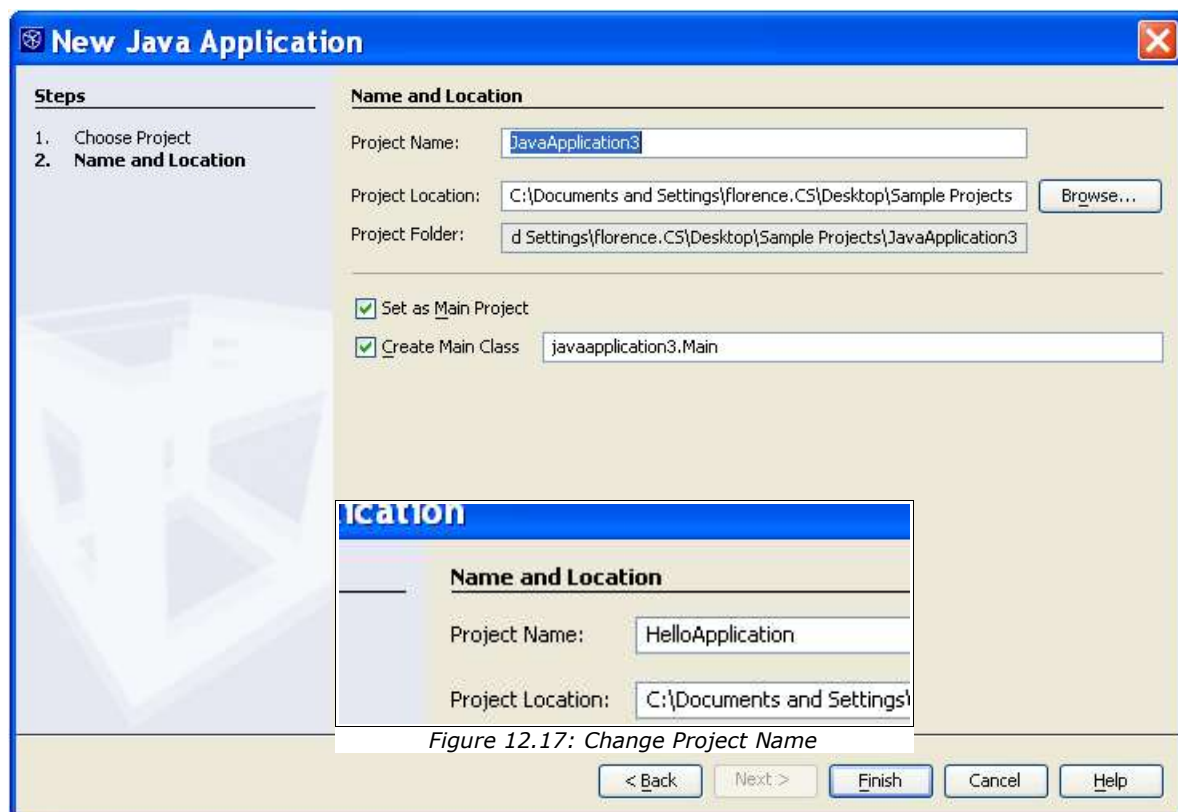 New Java Application
Steps
1. Choose Project
2. Name and Location
Name and Location
Project Name: JavaApplication3
Project Location: C:\Documents and Settings\florence.CS\Desktop\Sample Projects Browse...
Project Folder: d Settings\florence.CS\Desktop\Sample Projects\JavaApplication3
Set as Main Project
Create Main Class javaapplication3.Main
ication
Name and Location
Project Name: HelloApplication
Project Location: C:\Documents and Settings\
Figure 12.17: Change Project Name
< Back Next > Finish Cancel Help